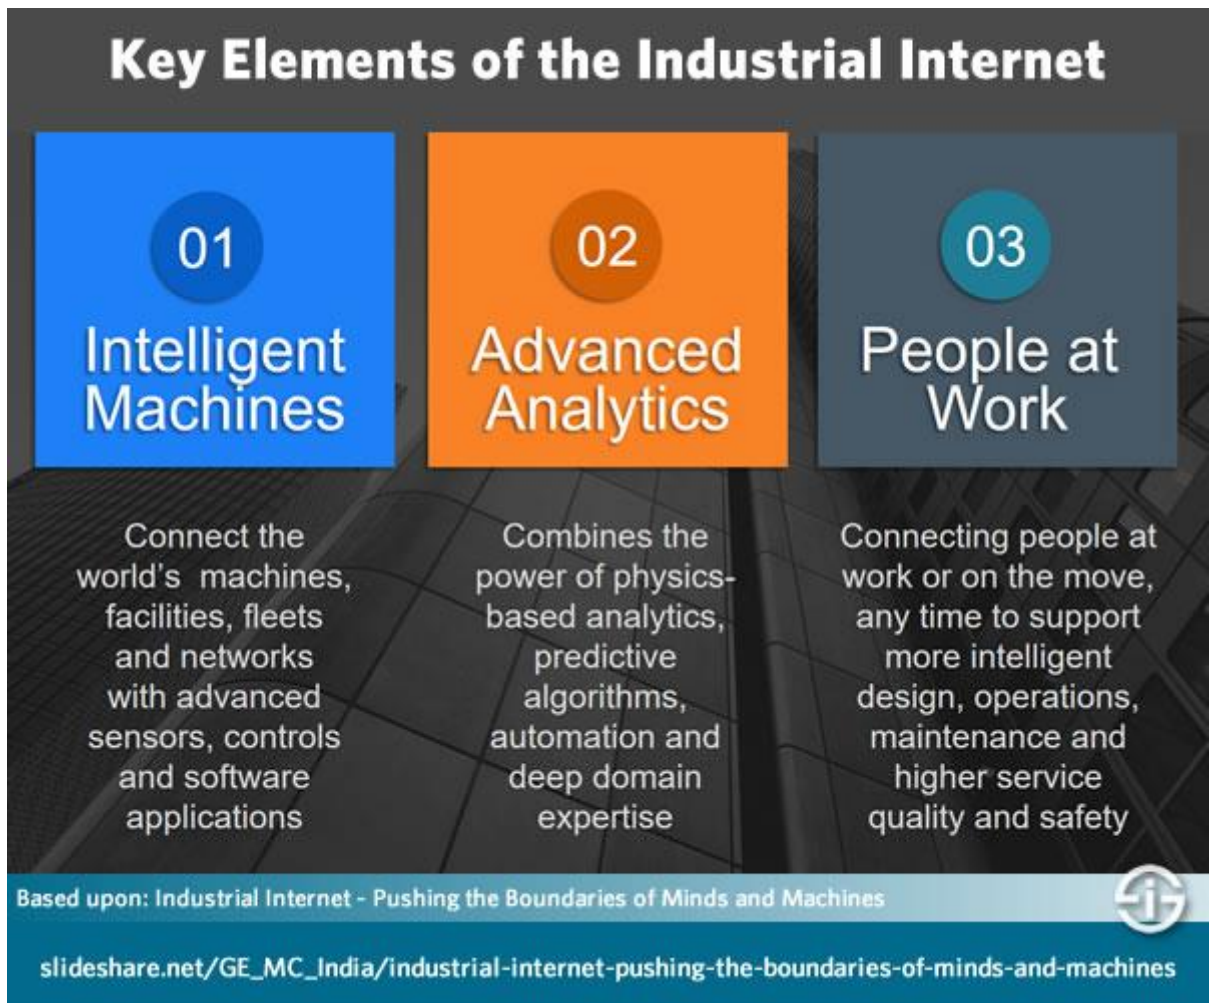 Key Elements of the Industrial Internet
01
Intelligent
Machines
Connect the
world's machines,
facilities, fleets
and networks
with advanced
sensors, controls
and software
applications
02
Advanced
Analytics
Combines the
power of physics-
based analytics,
predictive
algorithms,
automation and
deep domain
expertise
03
People at
Work
Connecting people at
work or on the move,
any time to support
more intelligent
design, operations,
maintenance and
higher service
quality and safety
Based upon: Industrial Internet - Pushing the Boundaries of Minds and Machines
slideshare.net/GE_MC_India/industrial-internet-pushing-the-boundaries-of-minds-and-machines